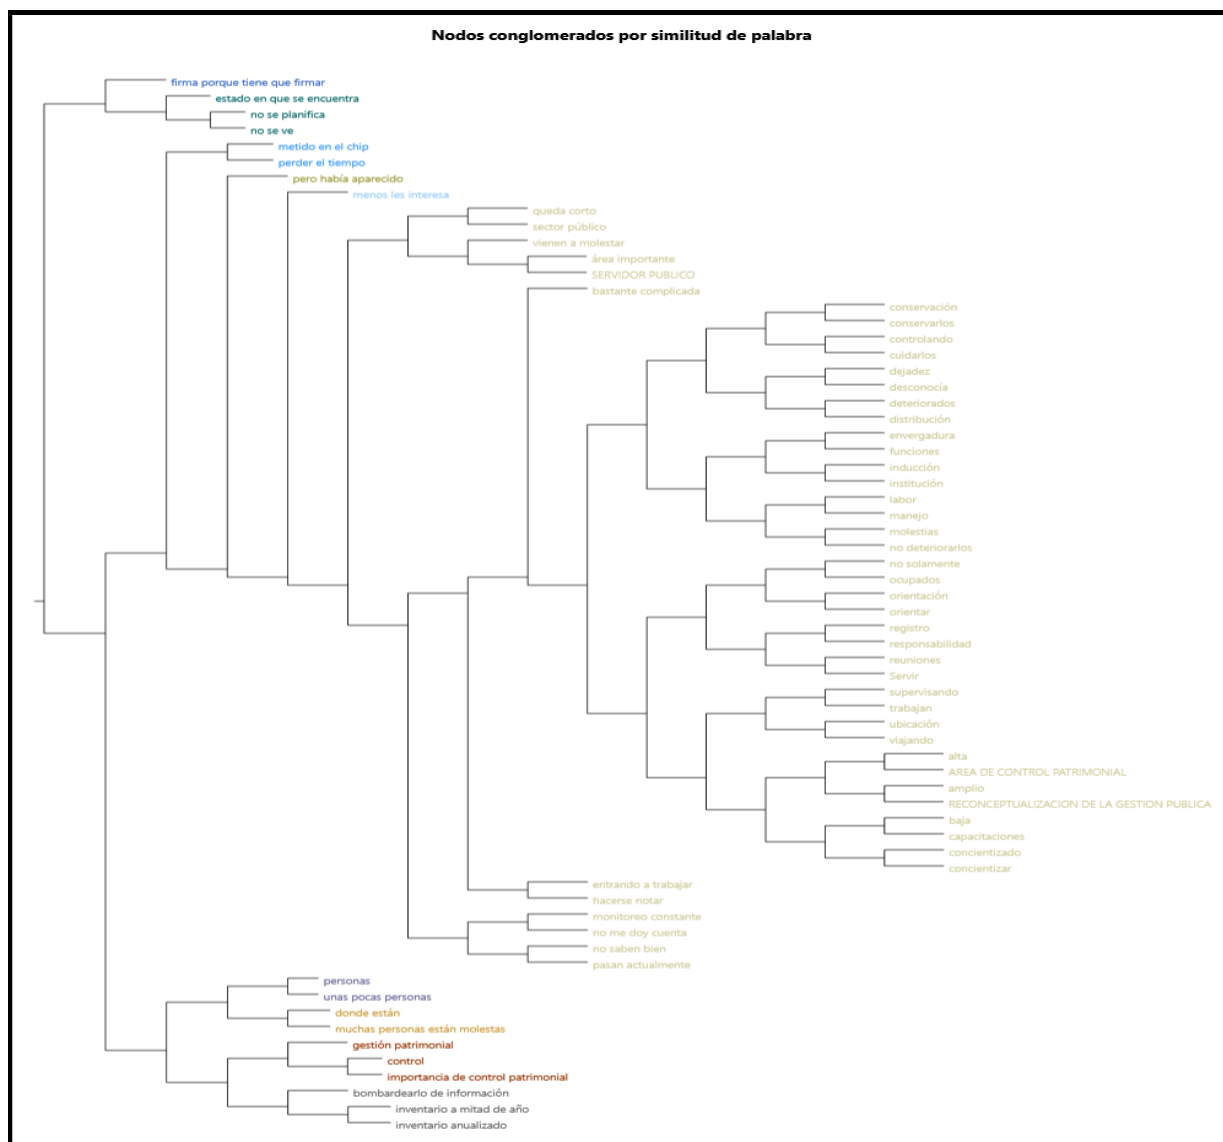 Nodos conglomerados por similitud de palabra
firma porque tiene que firmar
estado en que se encuentra
no se planifica
no se ve
metido en el chip
perder el tiempo
pero había aparecido
menos les interesa
queda corto
sector público
vienen a molestar
área importante
SERVIDOR PUBLICO
bastante complicada
conservación
conservarlos
controlando
cuidarlos
dejadez
desconocía
deteriorados
distribución
envergadura
funciones
inducción
institución
labor
manejo
molestias
no deteriorarlos
no solamente
ocupados
orientación
orientar
registro
responsabilidad
reuniones
Servir
supervisando
trabajan
ubicación
viajando
alta
AREA DE CONTROL PATRIMONIAL
amplio
RECONCEPTUALIZACION DE LA GESTION PUBLICA
baja
capacitaciones
concientizado
concientizar
entrando a trabajar
hacerse notar
monitoreo constante
no me doy cuenta
no saben bien
pasan actualmente
personas
unas pocas personas
donde están
muchas personas están molestas
gestión patrimonial
control
importancia de control patrimonial
bombardearlo de información
inventario a mitad de año
inventario anualizado